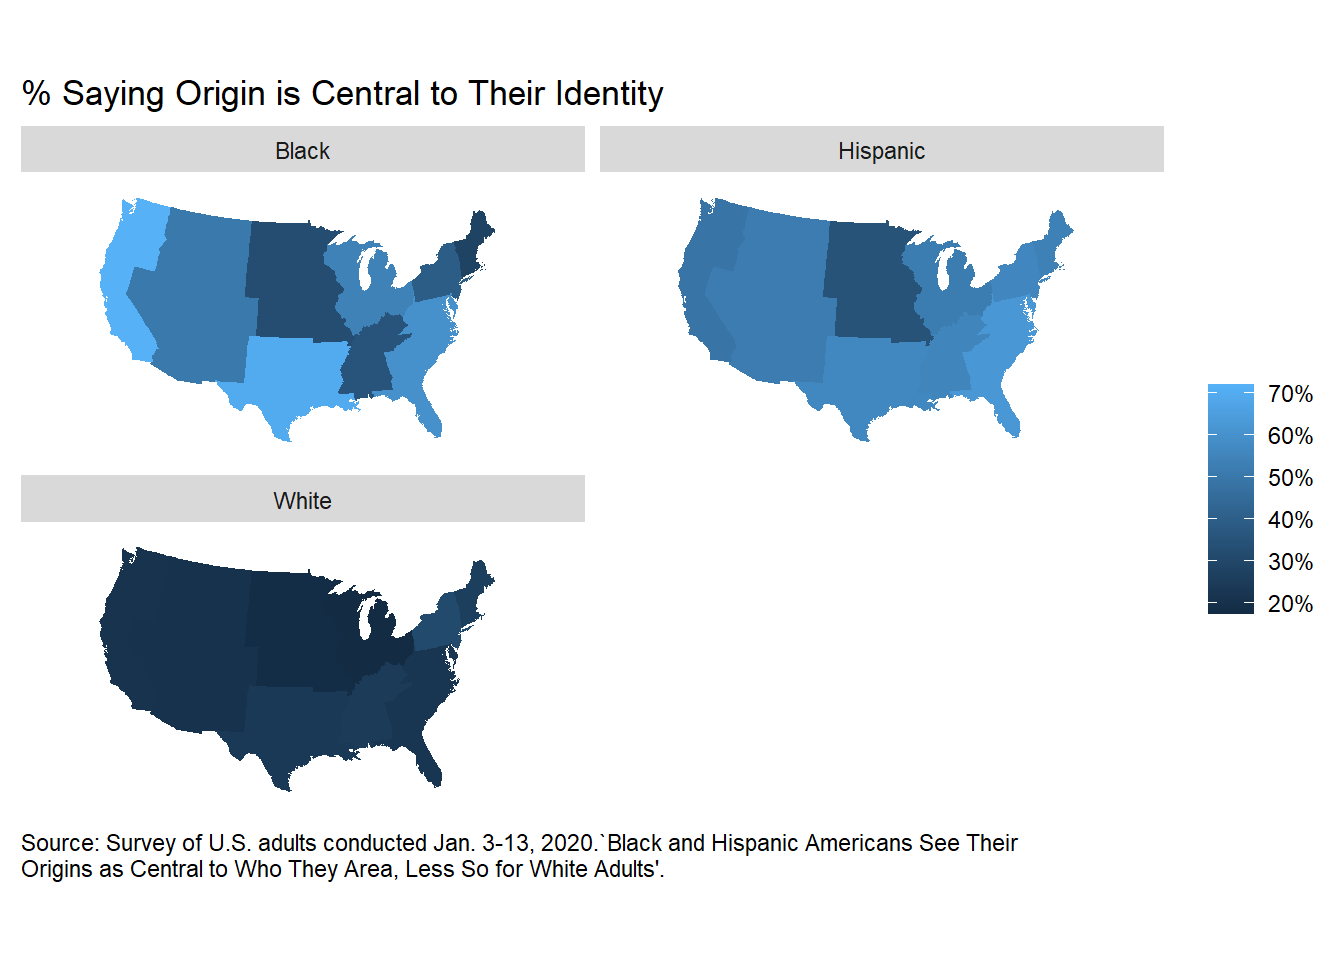 % Saying Origin is Central to Their Identity
Black
Hispanic
70%
60%
50%
40%
30%
20%
White
Source: Survey of U.S. adults conducted Jan. 3-13, 2020.`Black and Hispanic Americans See Their
Origins as Central to Who They Area, Less So for White Adults'.